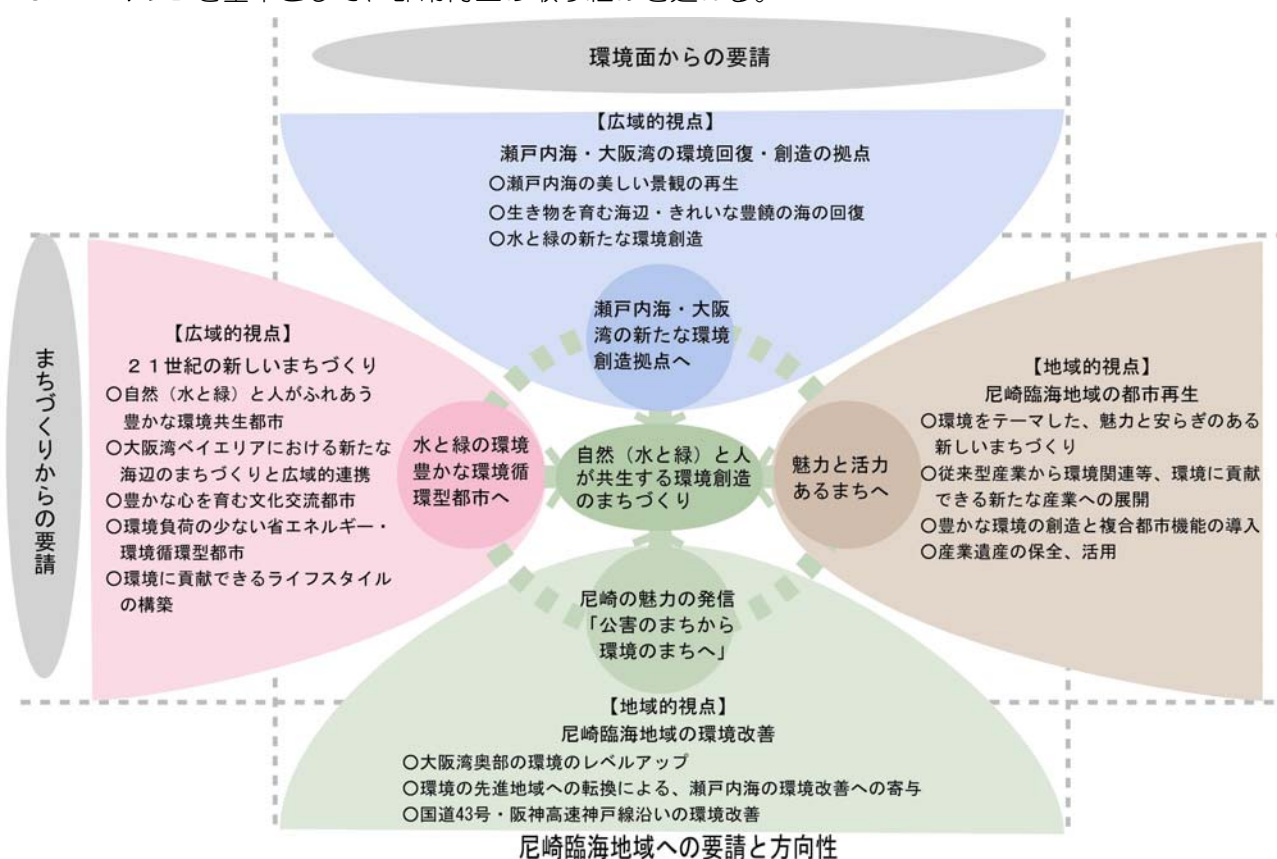 環境面からの要請
【広域的視点】
瀬戸内海・大阪湾の環境回復・創造の拠点
○瀬戸内海の美しい景観の再生
○生き物を育む海辺・きれいな豊饒の海の回復
○水と緑の新たな環境創造
瀬戸内海・大阪
湾の新たな環境
創造拠点へ
まちづくりからの要請
【広域的視点】
21世紀の新しいまちづくり
○自然（水と緑）と人がふれあう
豊かな環境共生都市
○大阪湾ベイエリアにおける新たな
海辺のまちづくりと広域的連携
○豊かな心を育む文化交流都市
○環境負荷の少ない省エネルギー・
環境循環型都市
○環境に貢献できるライフスタイル
の構築
水と緑の環境
豊かな環境循
環型都市へ
自然（水と緑）と人
が共生する環境創造
のまちづくり
魅力と活力
あるまちへ
【地域的視点】
尼崎臨海地域の都市再生
○環境をテーマした、魅力と安らぎのある
新しいまちづくり
○従来型産業から環境関連等、環境に貢献
できる新たな産業への展開
○豊かな環境の創造と複合都市機能の導入
○産業遺産の保全、活用
尼崎の魅力の発信
「公害のまちから
環境のまちへ」
【地域的視点】
尼崎臨海地域の環境改善
○大阪湾奥部の環境のレベルアップ
○環境の先進地域への転換による、瀬戸内海の環境改善への寄与
○国道43号・阪神高速神戸線沿いの環境改善
尼崎臨海地域への要請と方向性